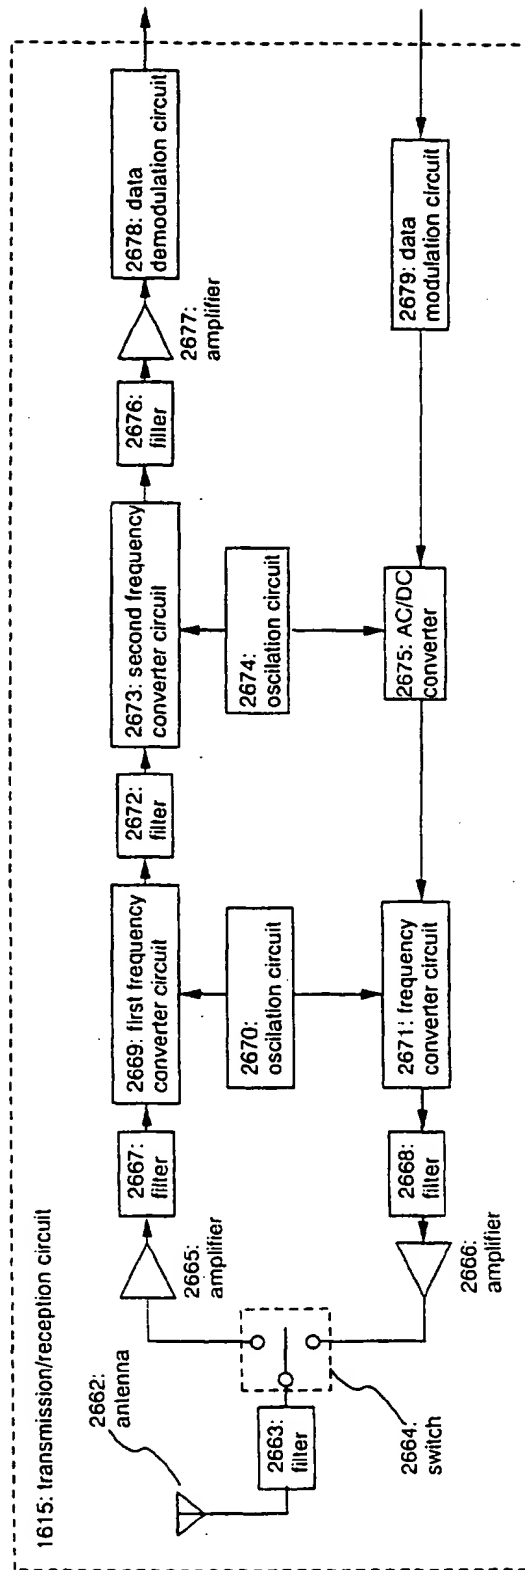 1615: transmission/reception circuit
2662:
antenna
2663:
filter
2664:
switch
2665:
amplifier
2667:
filter
2669: first frequency
converter circuit
2672:
filter
2673: second frequency
converter circuit
2676:
filler
2677:
amplifier
2678: data
demodulation circuit
2670:
oscilation circuit
2674:
oscilation circuit
2666:
amplifier
2668:
filter
2671: frequency
converter circuit
2675: AC/DC
converter
2679: data
modulation circuit